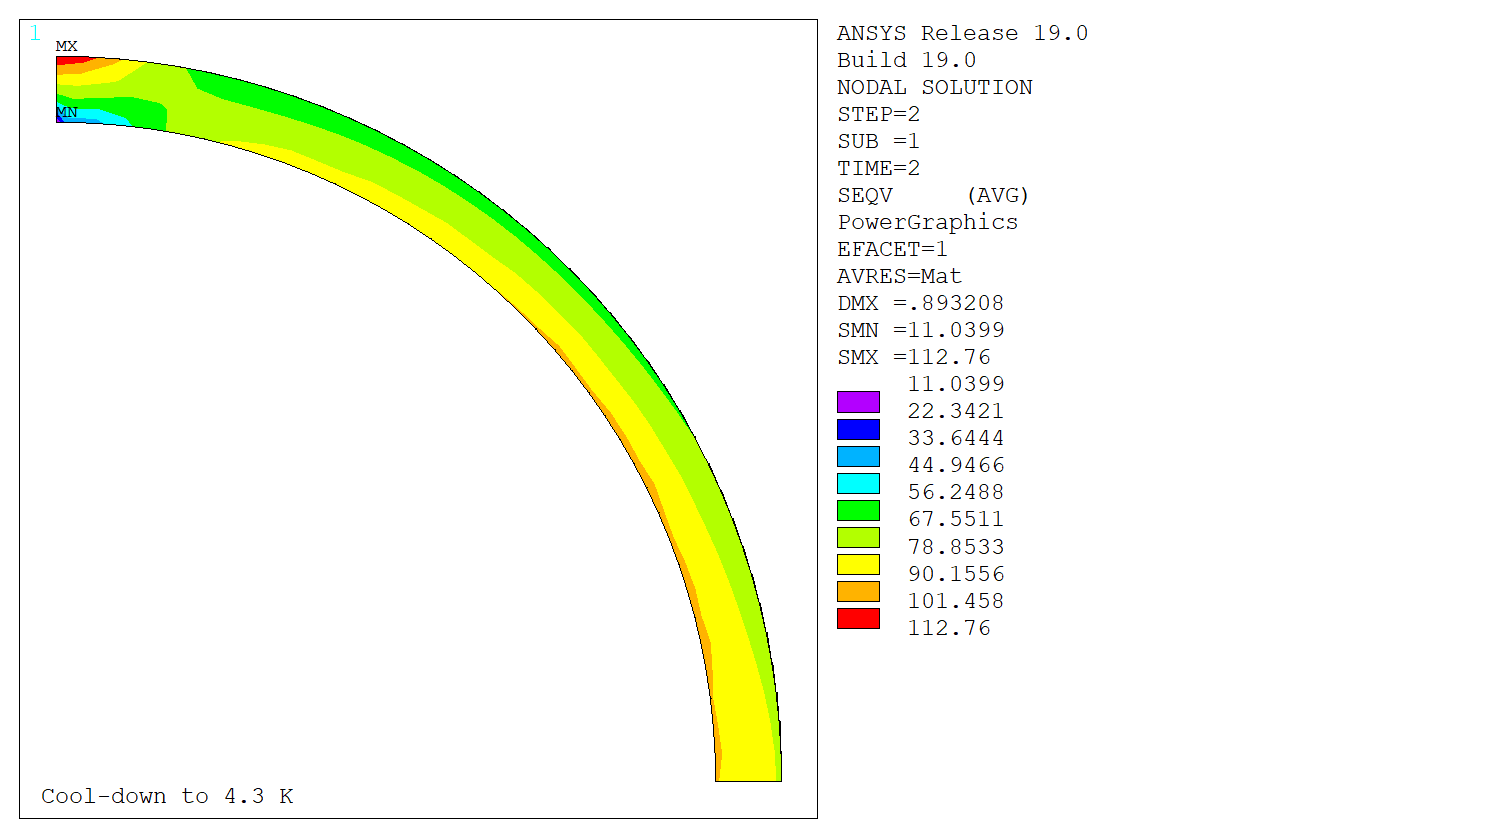 1
MX
MN
Cool-down to 4.3 K
ANSYS Release 19.0
Build 19.0
NODAL SOLUTION
STEP=2
SUB =1
TIME=2
SEQV     (AVG)
PowerGraphics
EFACET=1
AVRES=Mat
DMX =.893208
SMN =11.0399
SMX =112.76
11.0399
22.3421
33.6444
44.9466
56.2488
67.5511
78.8533
90.1556
101.458
112.76